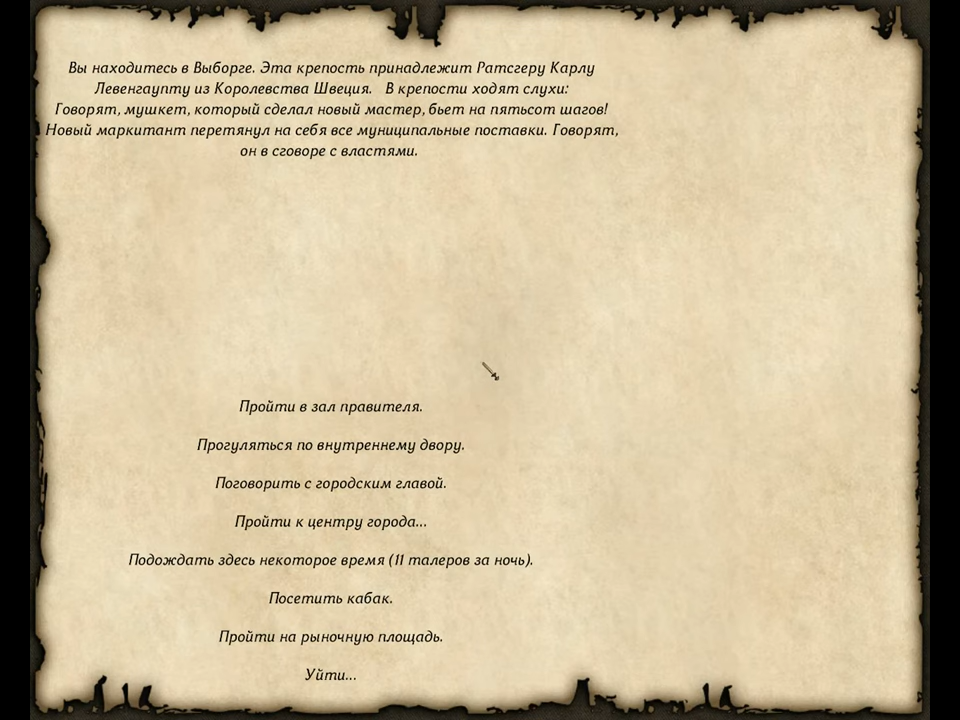 Вы находитесь в Выборге. Эта крепость принадлежит Ратсгеру Карлу
Левенгаупту из Королевства Швеция.   В крепости ходят слухи:
Говорят, мушкет, который сделал новый мастер, бьет на пятьсот шагов!
Новый маркитант перетянул на себя все муниципальные поставки. Говорят,
он в сговоре с властями.
Пройти в зал правителя.
Прогуляться по внутреннему двору.
Поговорить с городским главой.
Пройти к центру города...
Подождать здесь некоторое время (11 талеров за ночь).
Посетить кабак.
Пройти на рыночную площадь.
Уйти...